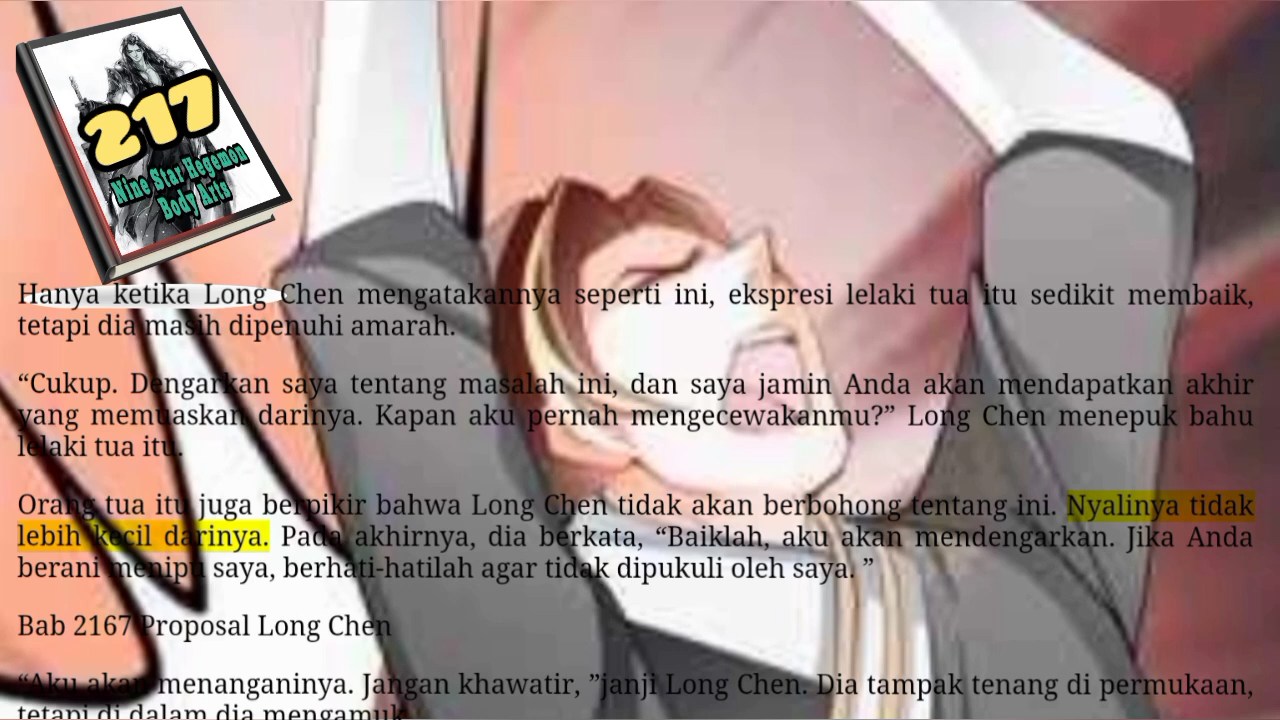 217
Nine Star Hegemon
Body Arts
Hanya ketika Long Chen mengatakannya seperti ini, ekspresi lelaki tua itu sedikit membaik,
tetapi dia masih dipenuhi amarah.
“Cukup. Dengarkan saya tentang masalah ini, dan saya jamin Anda akan mendapatkan akhir
yang memuaskan darinya. Kapan aku pernah mengecewakanmu?” Long Chen menepuk bahu
lelaki tua itu.
Orang tua itu juga berpikir bahwa Long Chen tidak akan berbohong tentang ini. Nyalinya tidak
lebih kecil darinya. Pada akhirnya, dia berkata, “Baiklah, aku akan mendengarkan. Jika Anda
berani menipu saya, berhati-hatilah agar tidak dipukuli oleh saya. ”
Bab 2167 Proposal Long Chen
“Aku akan menanganinya. Jangan khawatir, ”janji Long Chen. Dia tampak tenang di permukaan,
tetapi di dalam dia mengamuk.